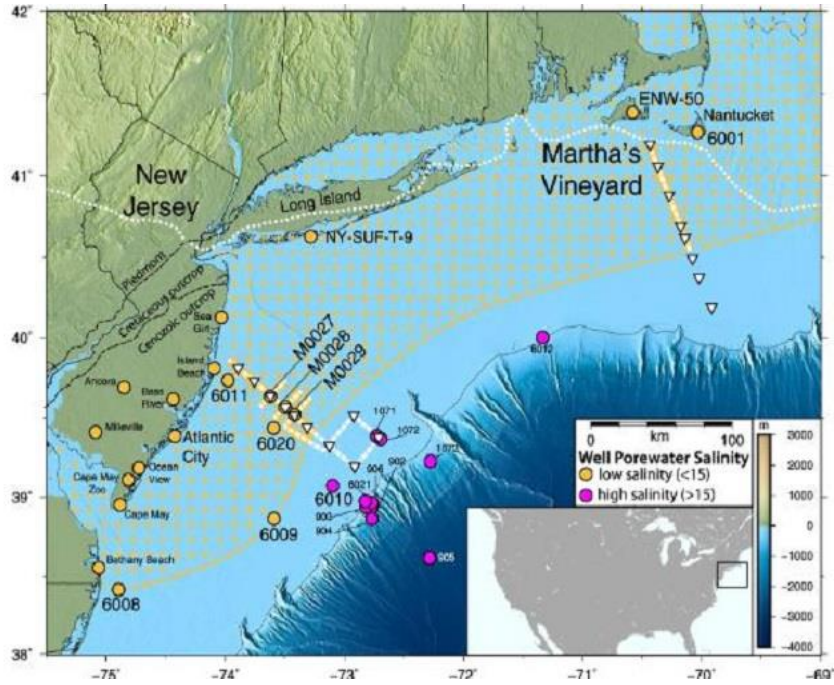 42°
41°
40°
39°
38°
ENW-50
Nantucket
6001
Martha's
Vineyard
New
Jersey
Long Island
NY-SUF-T-9
Piedmont
Cretaceous outcrop
Cenozoic Outcrop
Sea
Girt
M0027
M0028
M0029
Island
Beach
6011
Ancora
Bass
River
Millville
Atlantic
City
6020
Ocean
View
Cape May
Zoo
Cape May
Bethany Beach
6008
6009
6010
6021
1071
1072
1073
902
903
904
905
906
6012
0
km
100
Well Porewater Salinity
low salinity (<15)
high salinity (>15)
m
3000
2000
1000
0
-1000
-2000
-3000
-4000
-75°
-74°
-73°
-72°
-71°
-70°
-69